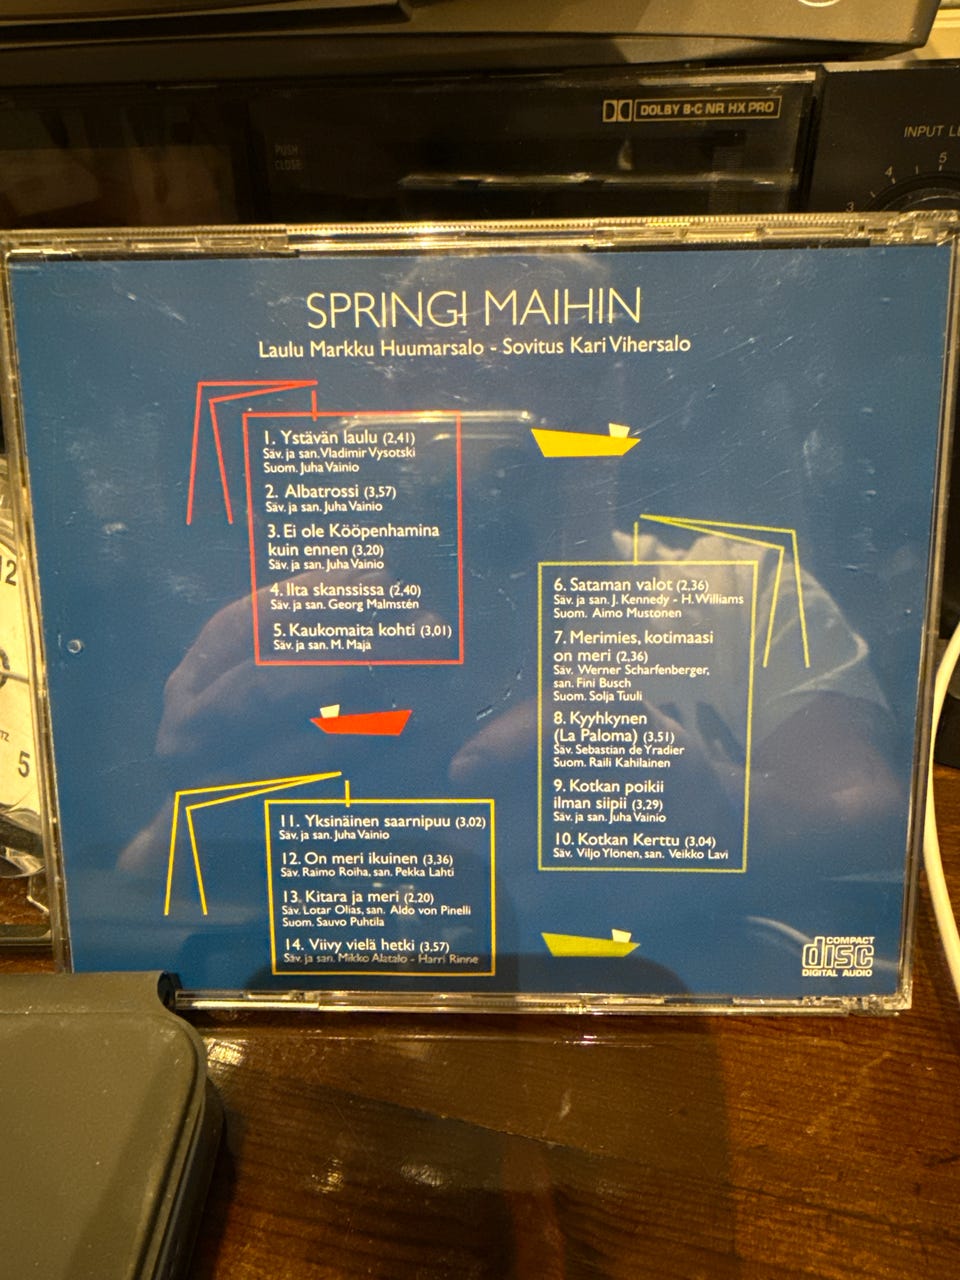 DOLBY B·C NR HX PRO
PUSH
CLOSE
INPUT
3
4
5
12
5
SPRINGI MAIHIN
Laulu Markku Huumarsalo - Sovitus Kari Vihersalo
1. Ystävän laulu (2,41)
Säv. ja san. Vladimir Vysotski
Suom. Juha Vainio
2. Albatrossi (3,57)
Säv. ja san. Juha Vainio
3. Ei ole Kööpenhamina
kuin ennen (3,20)
Säv. ja san. Juha Vainio
4. Ilta skanssissa (2,40)
Säv. ja san. Georg Malmstén
5. Kaukomaita kohti (3,01)
Säv. ja san. M. Maja
6. Sataman valot (2,36)
Säv. ja san. J. Kennedy - H. Williams
Suom. Aimo Mustonen
7. Merimies, kotimaasi
on meri (2,36)
Säv. Werner Scharfenberger,
san. Fini Busch
Suom. Solja Tuuli
8. Kyyhkynen
(La Paloma) (3,51)
Säv. Sebastian de Yradier
Suom. Raili Kahilainen
9. Kotkan poikii
ilman siipii (3,29)
Säv. ja san. Juha Vainio
10. Kotkan Kerttu (3,04)
Säv. Viljo Ylönen, san. Veikko Lavi
11. Yksinäinen saarnipuu (3,02)
Säv. ja san. Juha Vainio
12. On meri ikuinen (3,36)
Säv. Raimo Roiha, san. Pekka Lahti
13. Kitara ja meri (2,20)
Säv. Lotar Olias, san. Aldo von Pinelli
Suom. Sauvo Puhtila
14. Viivy vielä hetki (3,57)
Säv. ja san. Mikko Alatalo - Harri Rinne
COMPACT
disc
DIGITAL AUDIO